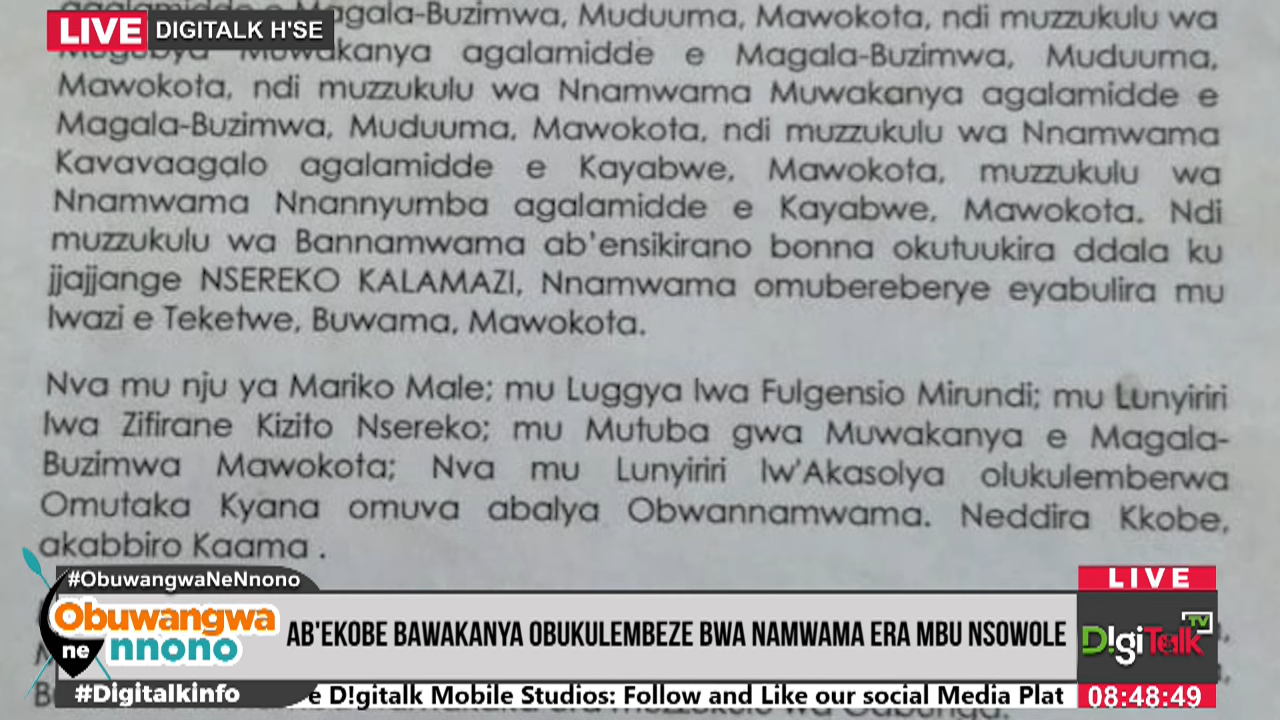 LIVE DIGITALK H'SE
agalamidde e Magala-Buzimwa, Muduuma, Mawokota, ndi muzzukulu wa
Mugobya Muwakanya agalamidde e Magala-Buzimwa, Muduuma,
Mawokota, ndi muzzukulu wa Nnamwama Muwakanya agalamidde e
Magala-Buzimwa, Muduuma, Mawokota, ndi muzzukulu wa Nnamwama
Kavavaagalo agalamidde e Kayabwe, Mawokota, muzzukulu wa
Nnamwama Nnannyumba agalamidde e Kayabwe, Mawokota. Ndi
muzzukulu wa Bannamwama ab'ensikirano bonna okutuukira ddala ku
jjajjange NSEREKO KALAMAZI, Nnamwama omubereberye eyabulira mu
lwazi e Teketwe, Buwama, Mawokota.
Nva mu nju ya Mariko Male; mu Luggya lwa Fulgensio Mirundi; mu Lunyiriri
lwa Zifirane Kizito Nsereko; mu Mutuba gwa Muwakanya e Magala-
Buzimwa Mawokota; Nva mu Lunyiriri lw'Akasolya olukulemberwa
Omutaka Kyana omuva abalya Obwannamwama. Neddira Kkobe,
akabbiro Kaama .
#ObuwangwaNeNnono
LIVE
Obuwangwa
ne nnono
AB'EKOBE BAWAKANYA OBUKULEMBEZE BWA NAMWAMA ERA MBU NSOWOLE
D!giTalk TV
#Digitalkinfo
e D!gitalk Mobile Studios: Follow and Like our social Media Plat
08:48:49